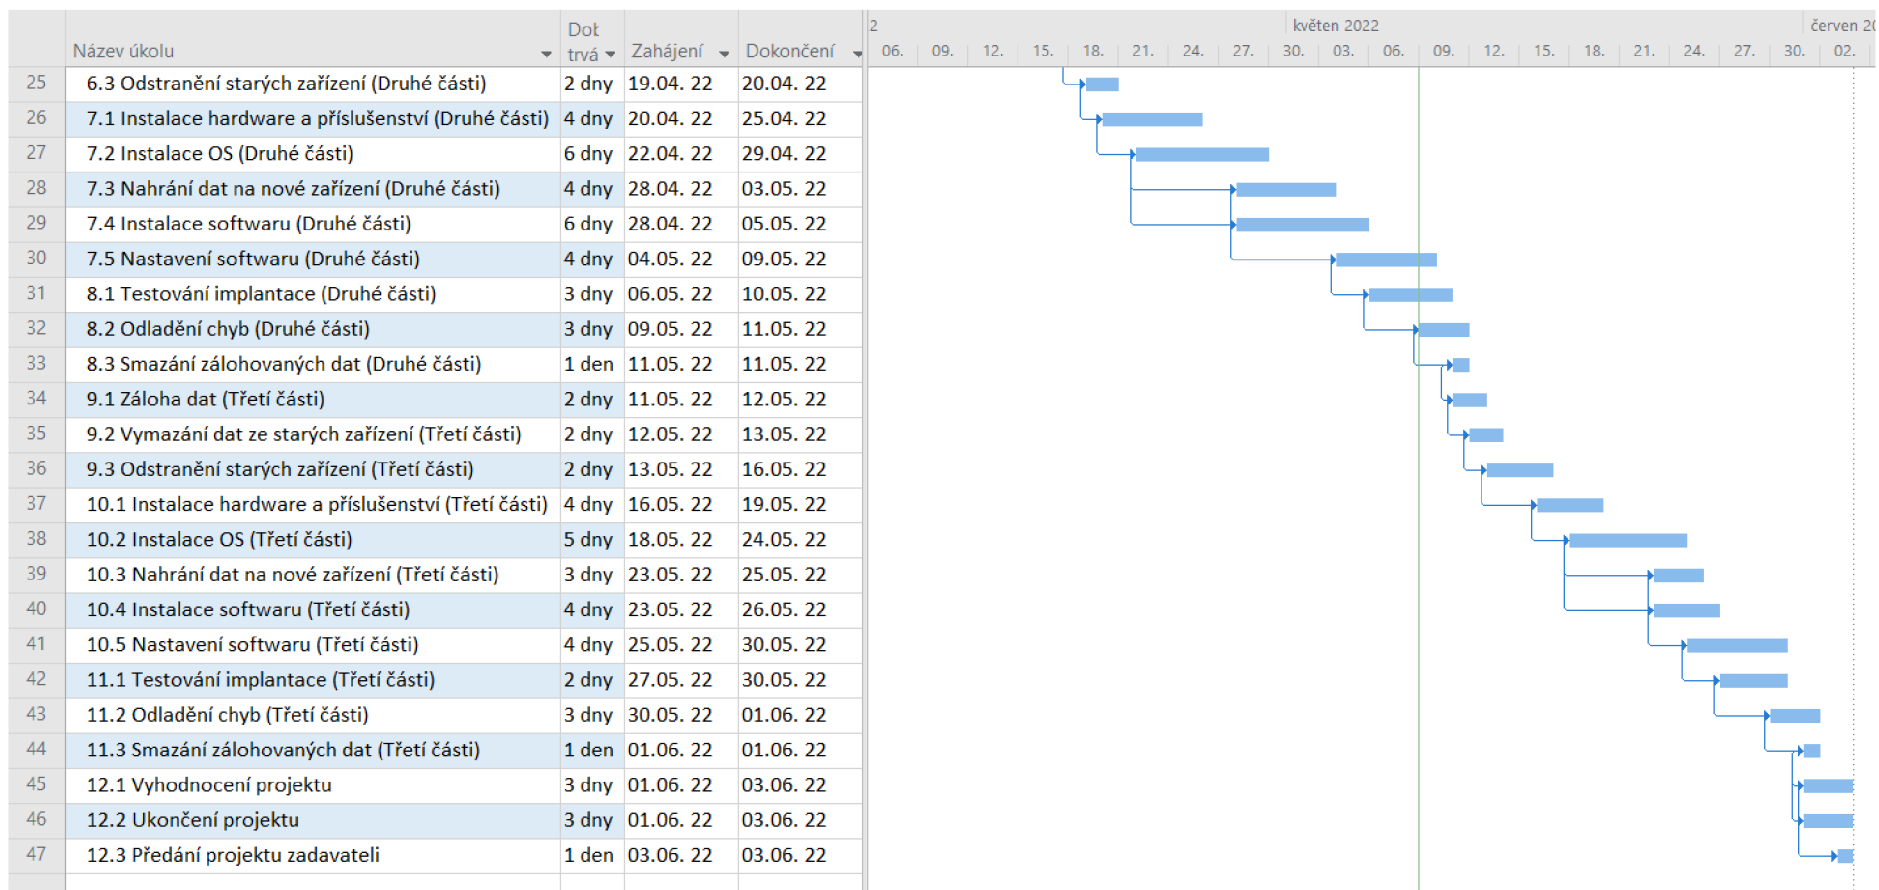 2 květen 2022 červen 20
Název úkolu Dob trvá Zahájení Dokončení 06. 09. 12. 15. 18. 21. 24. 27. 30. 03. 06. 09. 12. 15. 18. 21. 24. 27. 30. 02.
25 6.3 Odstranění starých zařízení (Druhé části) 2 dny 19.04. 22 20.04. 22
26 7.1 Instalace hardware a příslušenství (Druhé části) 4 dny 20.04. 22 25.04. 22
27 7.2 Instalace OS (Druhé části) 6 dny 22.04. 22 29.04. 22
28 7.3 Nahrání dat na nové zařízení (Druhé části) 4 dny 28.04. 22 03.05. 22
29 7.4 Instalace softwaru (Druhé části) 6 dny 28.04. 22 05.05. 22
30 7.5 Nastavení softwaru (Druhé části) 4 dny 04.05. 22 09.05. 22
31 8.1 Testování implantace (Druhé části) 3 dny 06.05. 22 10.05. 22
32 8.2 Odladění chyb (Druhé části) 3 dny 09.05. 22 11.05. 22
33 8.3 Smazání zálohovaných dat (Druhé části) 1 den 11.05. 22 11.05. 22
34 9.1 Záloha dat (Třetí části) 2 dny 11.05. 22 12.05. 22
35 9.2 Vymazání dat ze starých zařízení (Třetí části) 2 dny 12.05. 22 13.05. 22
36 9.3 Odstranění starých zařízení (Třetí části) 2 dny 13.05. 22 16.05. 22
37 10.1 Instalace hardware a příslušenství (Třetí části) 4 dny 16.05. 22 19.05. 22
38 10.2 Instalace OS (Třetí části) 5 dny 18.05. 22 24.05. 22
39 10.3 Nahrání dat na nové zařízení (Třetí části) 3 dny 23.05. 22 25.05. 22
40 10.4 Instalace softwaru (Třetí části) 4 dny 23.05. 22 26.05. 22
41 10.5 Nastavení softwaru (Třetí části) 4 dny 25.05. 22 30.05. 22
42 11.1 Testování implantace (Třetí části) 2 dny 27.05. 22 30.05. 22
43 11.2 Odladění chyb (Třetí části) 3 dny 30.05. 22 01.06. 22
44 11.3 Smazání zálohovaných dat (Třetí části) 1 den 01.06. 22 01.06. 22
45 12.1 Vyhodnocení projektu 3 dny 01.06. 22 03.06. 22
46 12.2 Ukončení projektu 3 dny 01.06. 22 03.06. 22
47 12.3 Předání projektu zadavateli 1 den 03.06. 22 03.06. 22